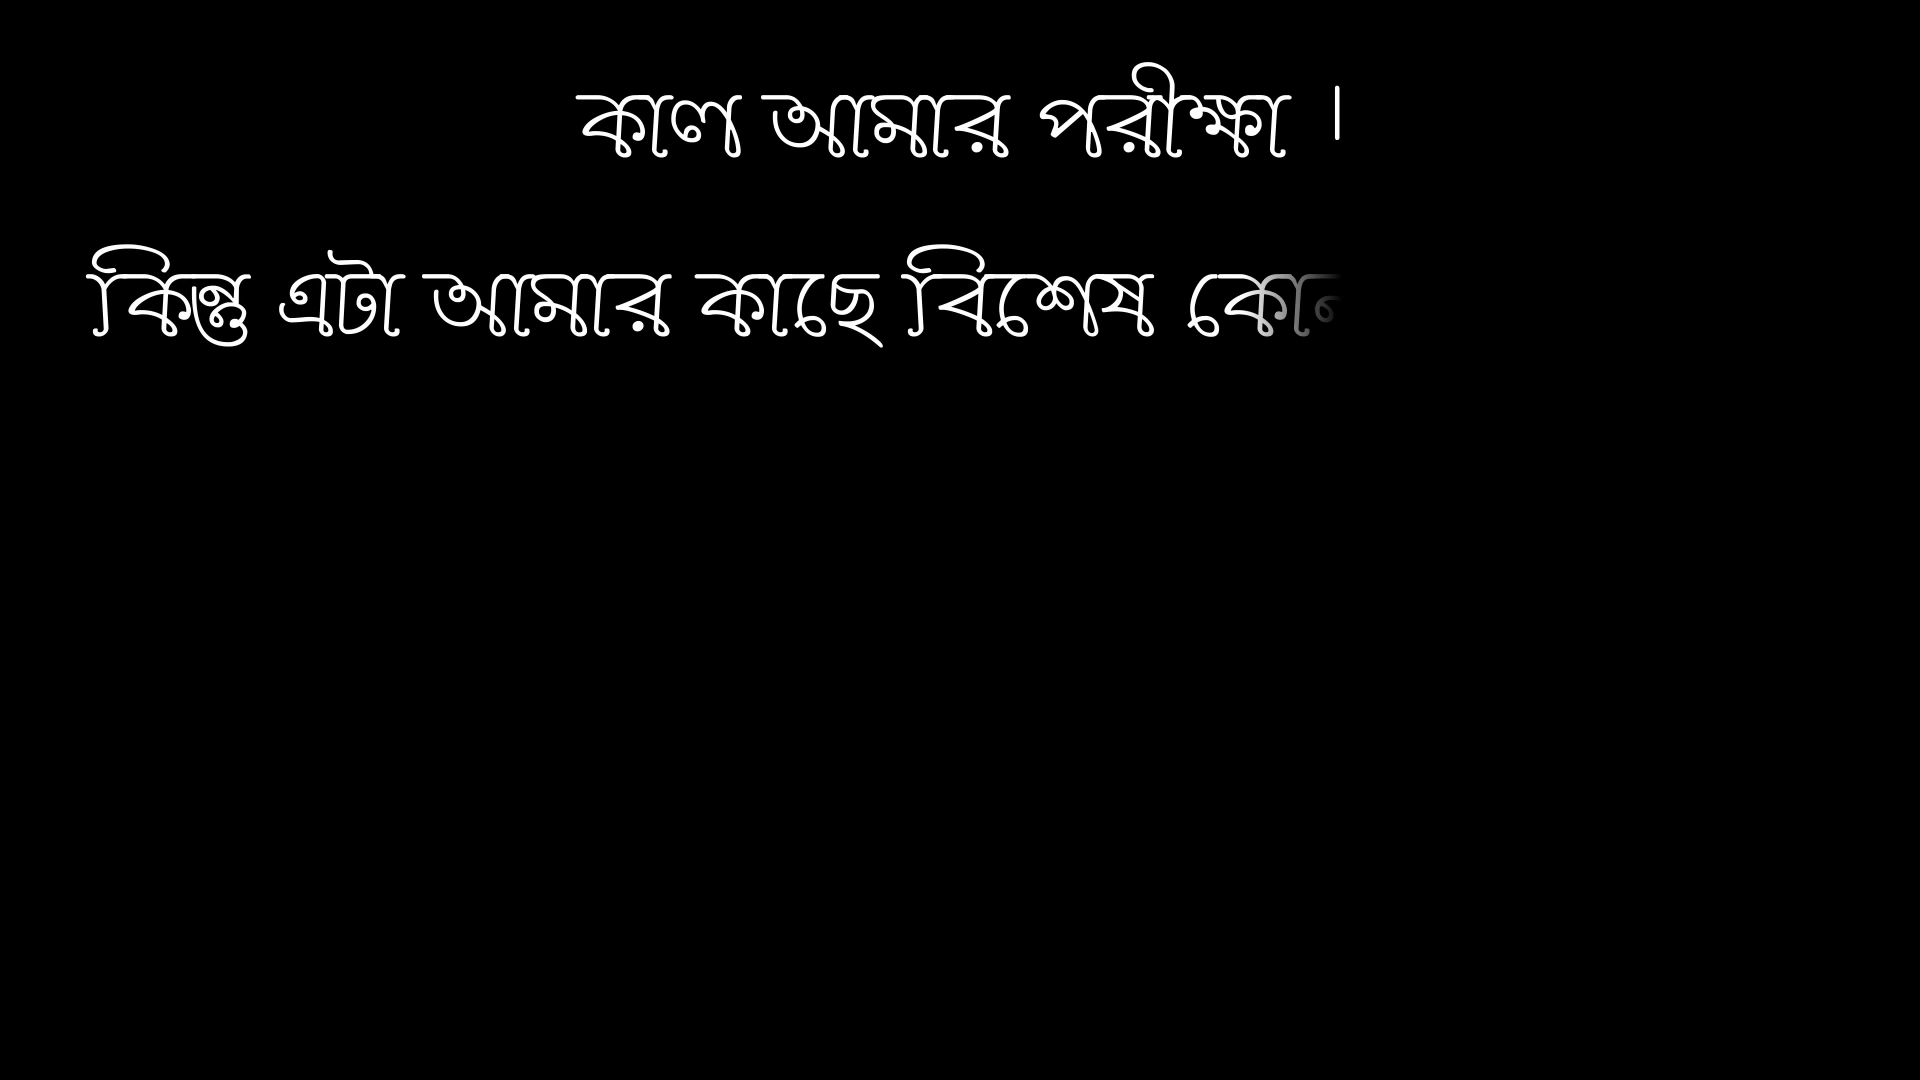 কাল আমার পরীক্ষা ।
কিন্তু এটা আমার কাছে বিশেষ